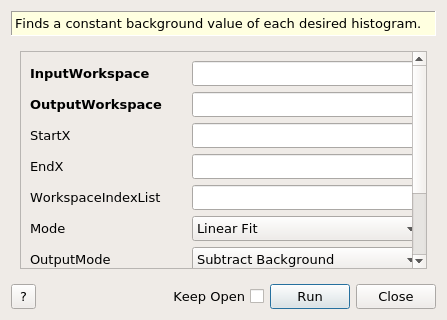 Finds a constant background value of each desired histogram.
InputWorkspace
OutputWorkspace
StartX
EndX
WorkspaceIndexList
Mode Linear Fit
OutputMode Subtract Background
? Keep Open Run Close